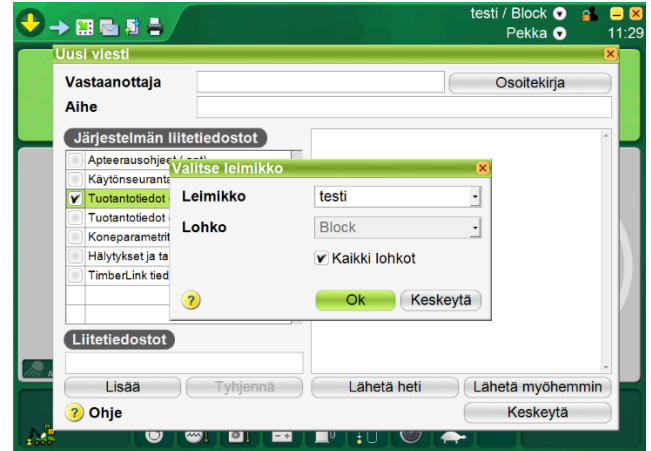 testi / Block
Pekka
11:29
Uusi viesti
Vastaanottaja
Osoitekirja
Aihe
Järjestelmän liitetiedostot
Apteerausohjeet (.apt)
Käytönseuranta
Tuotantotiedot
Tuotantotiedot
Koneparametrit
Hälytykset ja ta
TimberLink tied
Valitse leimikko
Leimikko
testi
Lohko
Block
Kaikki lohkot
?
Ok
Keskeytä
Liitetiedostot
Lisää
Tyhjennä
Lähetä heti
Lähetä myöhemmin
? Ohje
Keskeytä